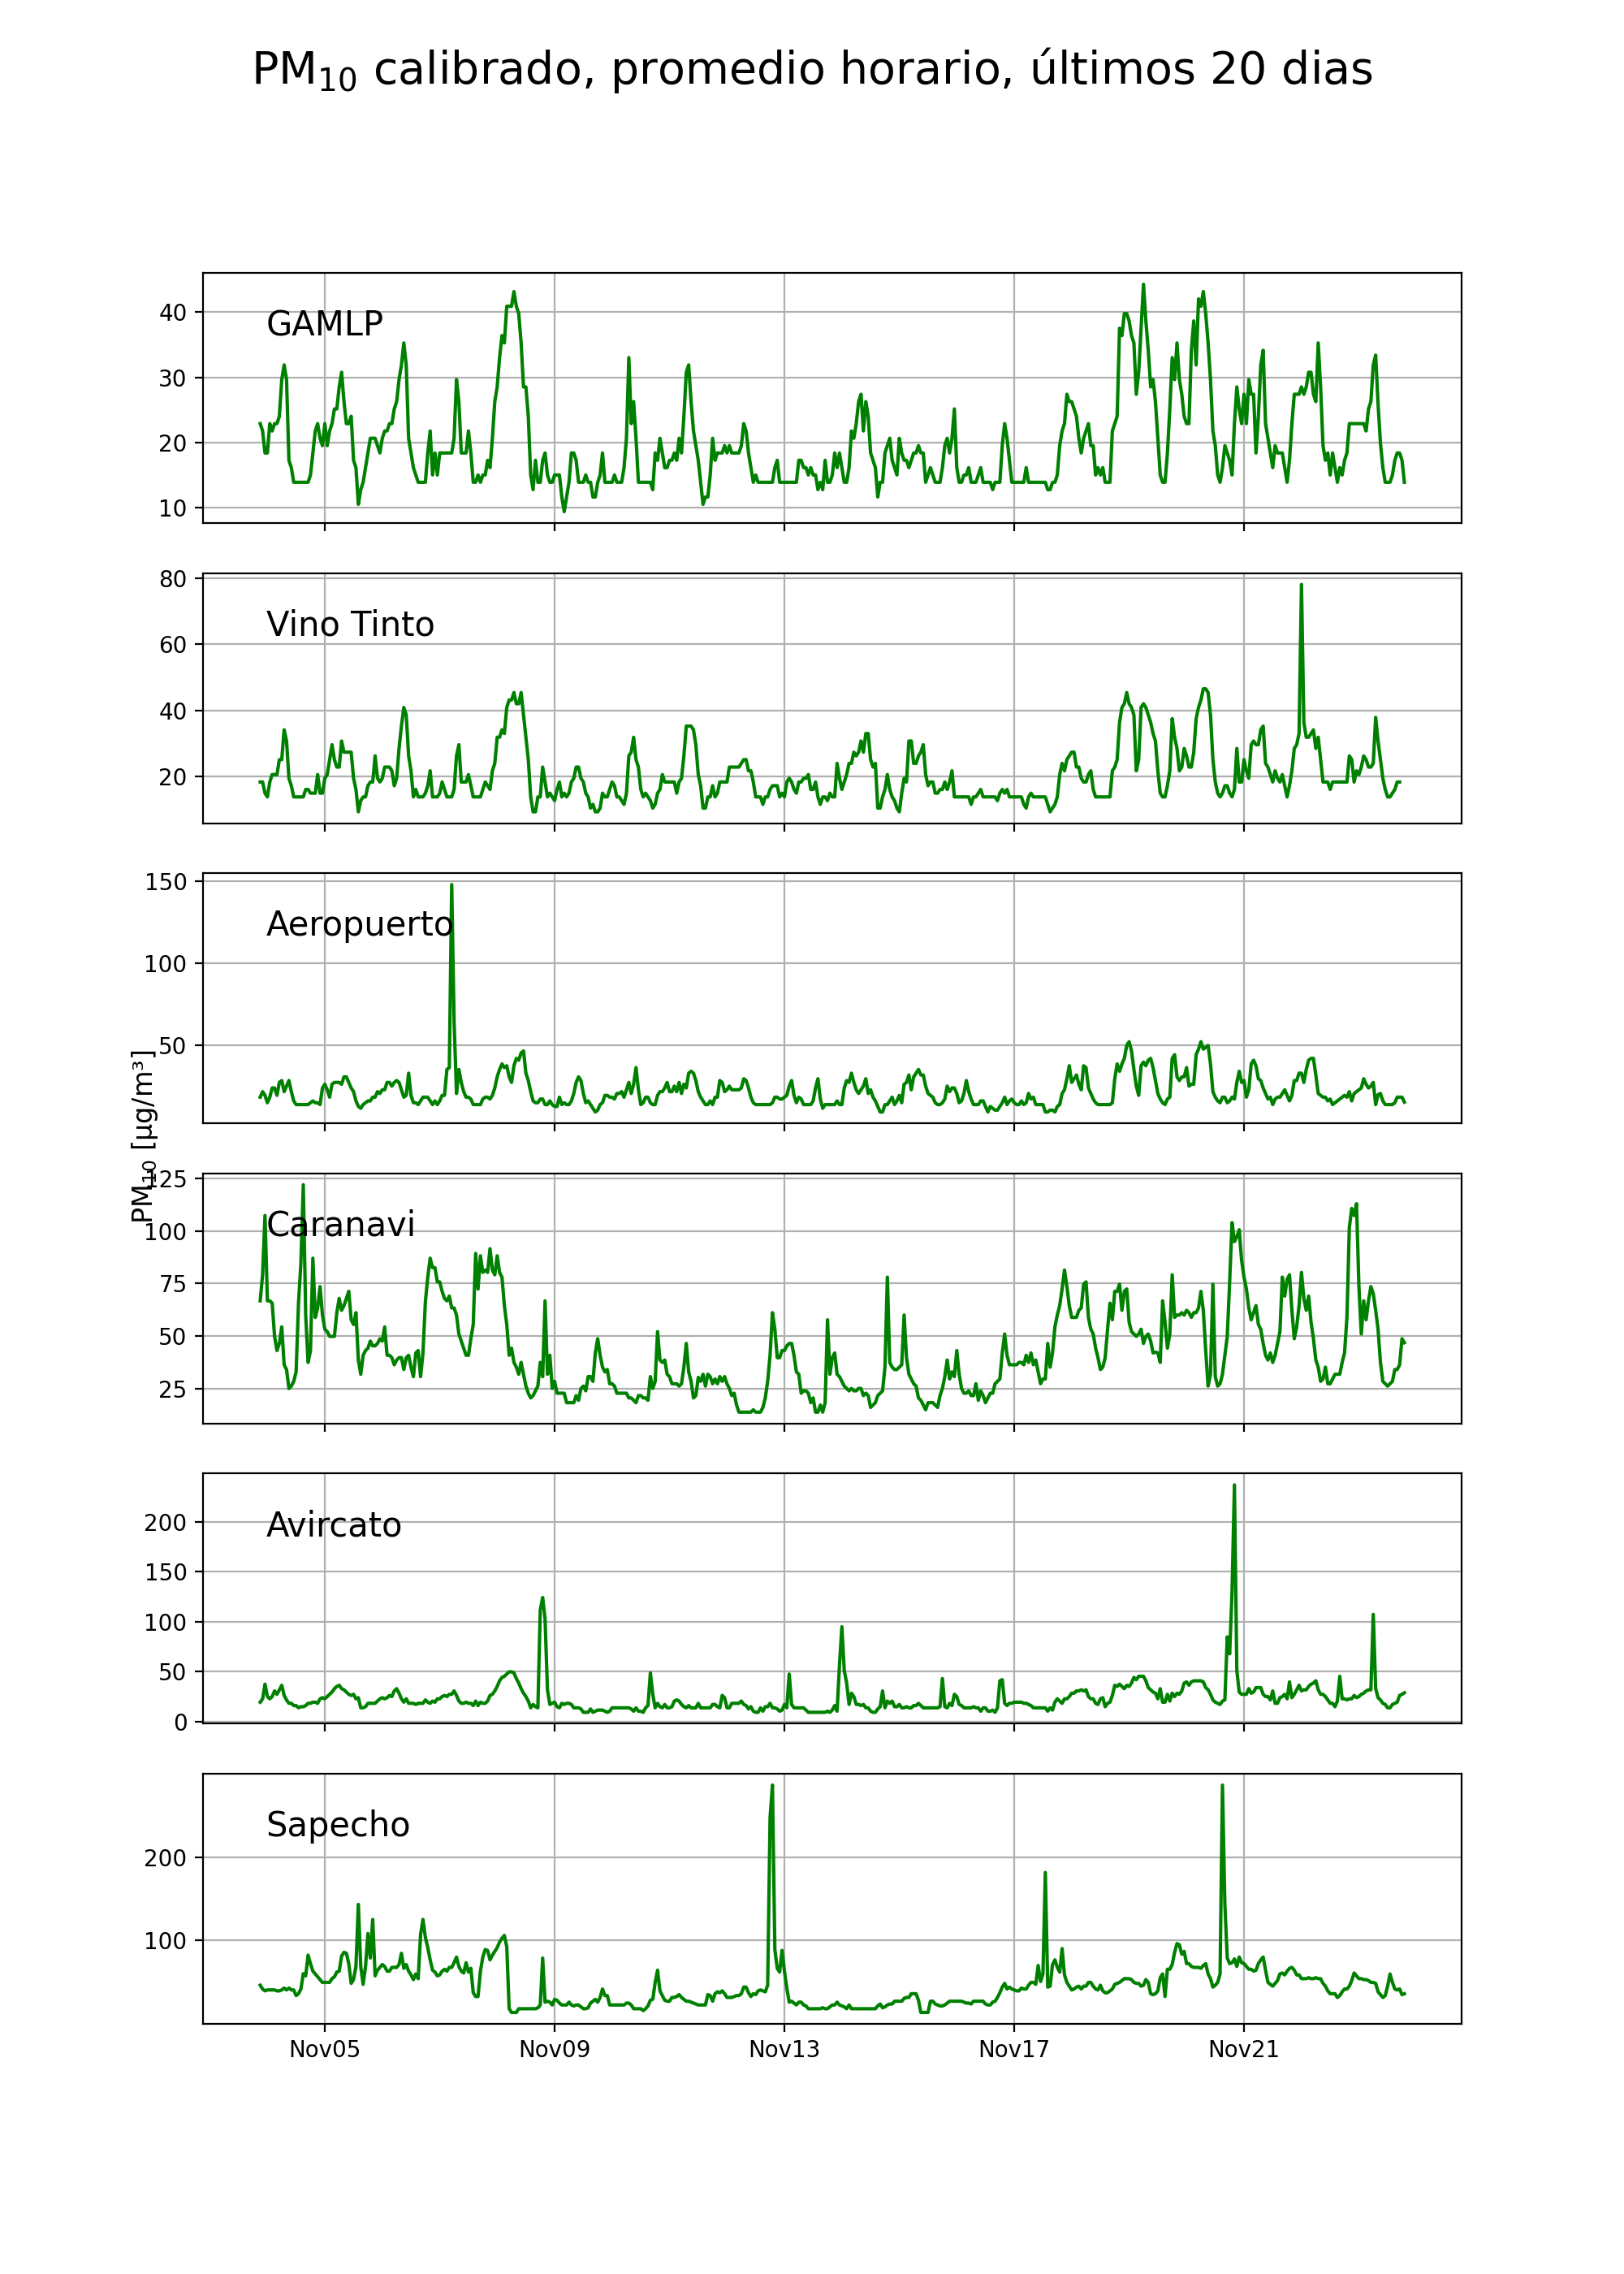 PM₁₀ calibrado, promedio horario, últimos 20 dias
40
30
20
10
GAMLP
80
60
40
20
Vino Tinto
150
100
50
Aeropuerto
PM₁₀ [µg/m³]
125
100
75
50
25
Caranavi
200
150
100
50
0
Avircato
200
100
Sapecho
Nov05 Nov09 Nov13 Nov17 Nov21